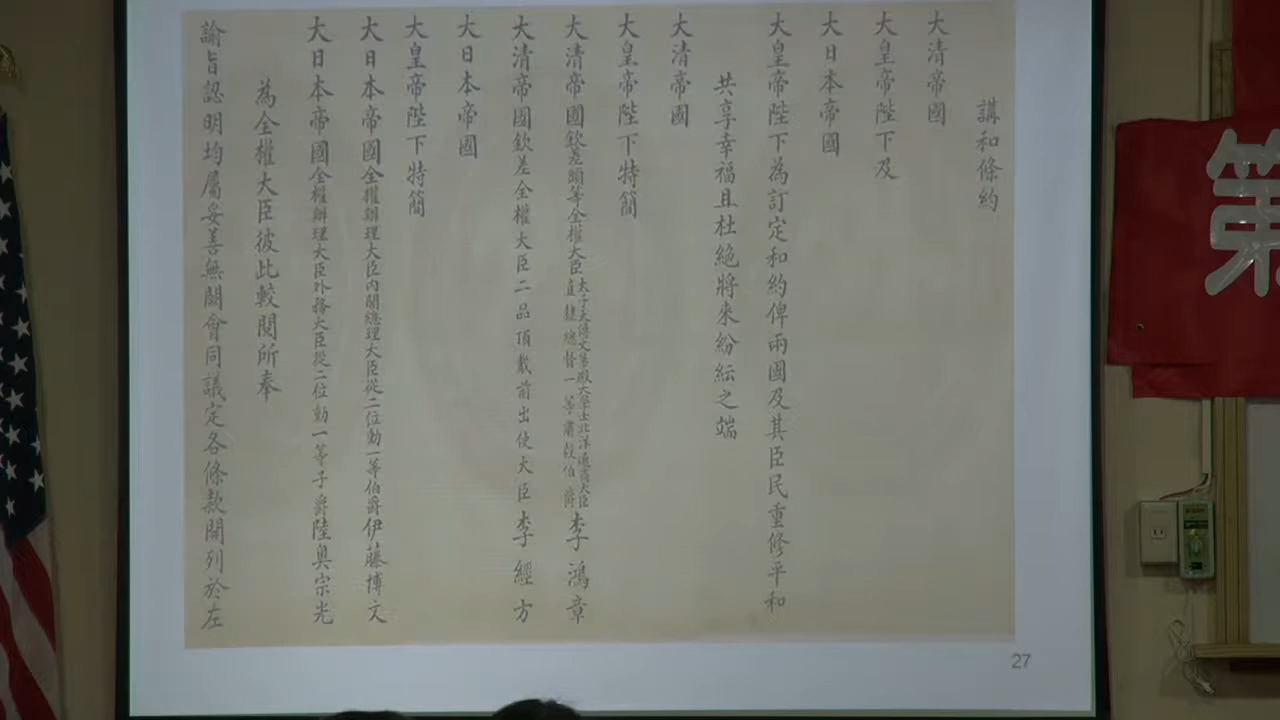 講和條約
大清帝國
大皇帝陛下及
大日本帝國
大皇帝陛下為訂定和約俾兩國及其臣民重修平和
共享幸福且杜絕將來紛紜之端
大清帝國
大皇帝陛下特簡
大清帝國欽差頭等全權大臣太子太傅文華殿大學士北洋通商大臣直隸總督一等肅毅伯爵李鴻章
大清帝國欽差全權大臣二品頂戴前出使大臣李經方
大日本帝國
大皇帝陛下特簡
大日本帝國全權辦理大臣內閣總理大臣從二位勳一等伯爵伊藤博文
大日本帝國全權辦理大臣外務大臣從二位勳一等子爵陸奧宗光
為全權大臣彼此較閱所奉
諭旨認明均屬妥善無闕會同議定各條款開列於左
27
第